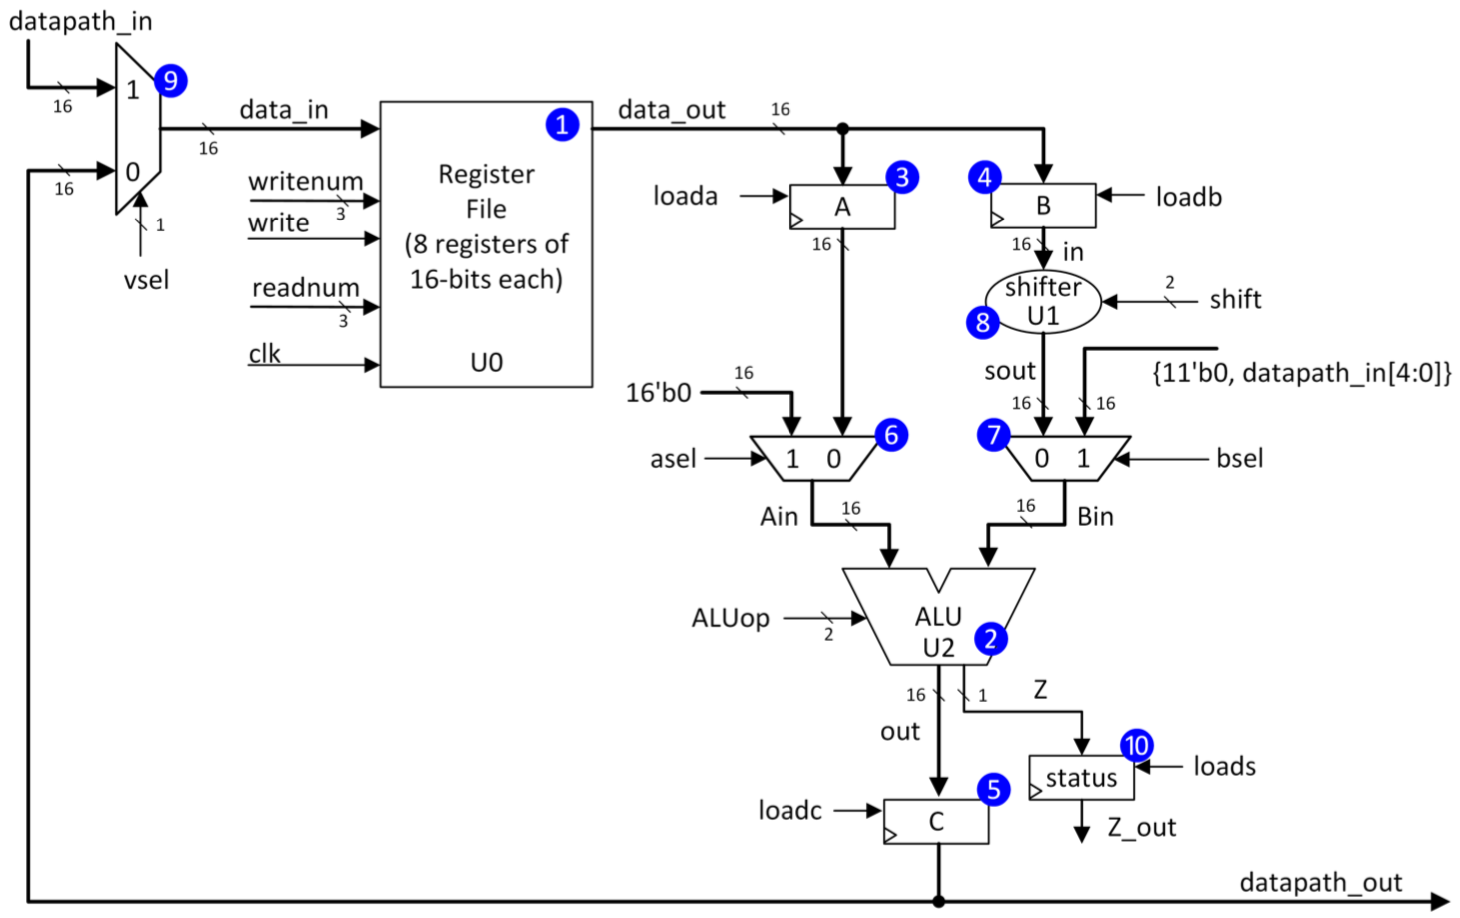 datapath_in
9
1
16
data_in
16
16
0
1
vsel
1
Register
File
(8 registers of
16-bits each)
U0
writenum
3
write
readnum
3
clk
data_out
16
3
loada
A
16
4
B
loadb
16
in
shifter
U1
8
2
shift
sout
{11'b0, datapath_in[4:0]}
16
16
16'b0
16
6
asel
1 0
7
0 1
bsel
Ain
16
16
Bin
ALUop
2
ALU
U2
2
16
1
Z
out
10
status
loads
Z_out
5
loadc
C
datapath_out